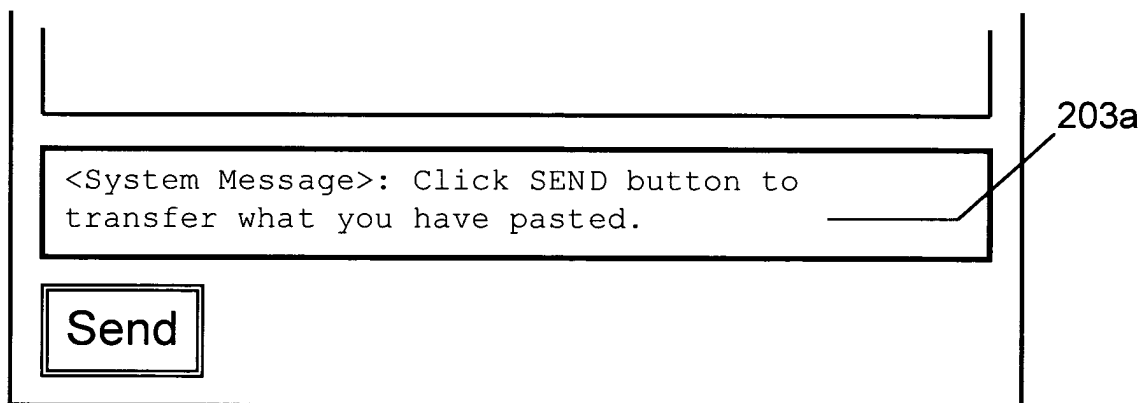 203a
<System Message>: Click SEND button to
transfer what you have pasted.
Send